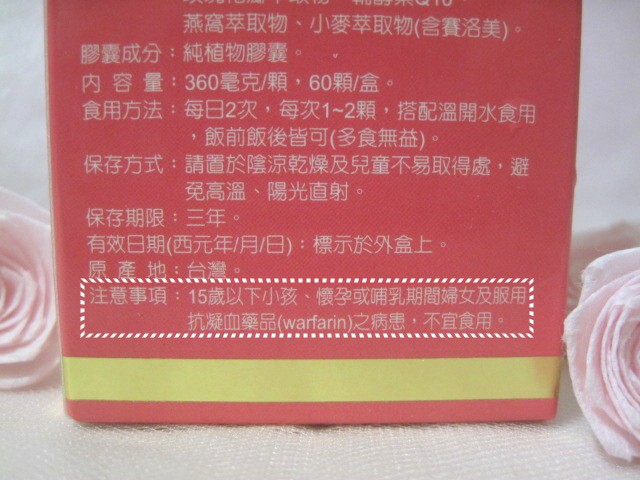 燕窩萃取物、小麥萃取物(含賽洛美)。
膠囊成分：純植物膠囊。
內 容 量：360毫克/顆，60顆/盒。
食用方法：每日2次，每次1~2顆，搭配溫開水食用
，飯前飯後皆可(多食無益)。
保存方式：請置於陰涼乾燥及兒童不易取得處，避
免高溫、陽光直射。
保存期限：三年。
有效日期(西元年/月/日)：標示於外盒上。
原 產 地：台灣。
注意事項：15歲以下小孩、懷孕或哺乳期間婦女及服用
抗凝血藥品(warfarin)之病患，不宜食用。